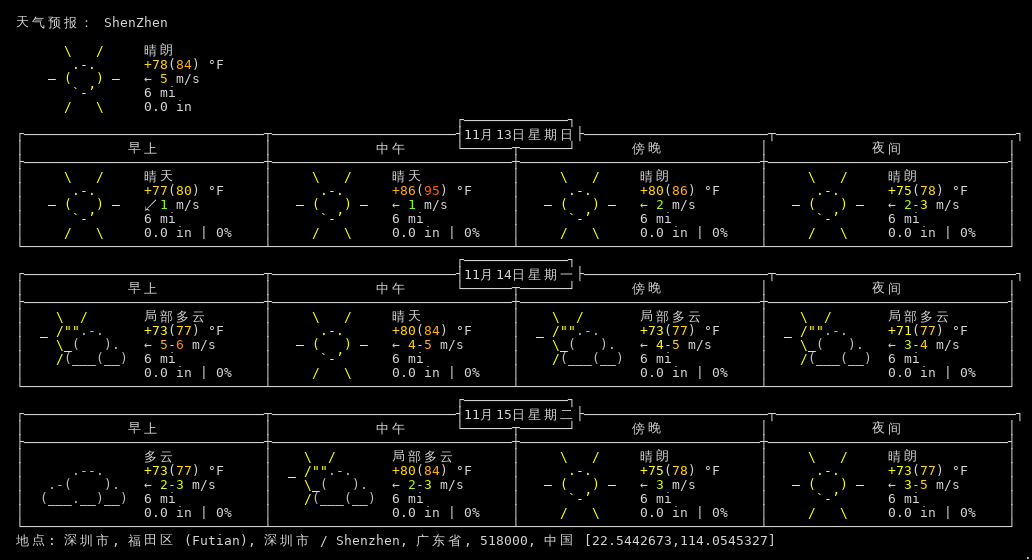 天气预报： ShenZhen
晴朗
+78(84) °F
← 5 m/s
6 mi
0.0 in
11月13日星期日
早上 中午 傍晚 夜间
晴天 晴天 晴朗 晴朗
+77(80) °F +86(95) °F +80(86) °F +75(78) °F
↙ 1 m/s ← 1 m/s ← 2 m/s ← 2-3 m/s
6 mi 6 mi 6 mi 6 mi
0.0 in | 0% 0.0 in | 0% 0.0 in | 0% 0.0 in | 0%
11月14日星期一
早上 中午 傍晚 夜间
局部多云 晴天 局部多云 局部多云
+73(77) °F +80(84) °F +73(77) °F +71(77) °F
← 5-6 m/s ← 4-5 m/s ← 4-5 m/s ← 3-4 m/s
6 mi 6 mi 6 mi 6 mi
0.0 in | 0% 0.0 in | 0% 0.0 in | 0% 0.0 in | 0%
11月15日星期二
早上 中午 傍晚 夜间
多云 局部多云 晴朗 晴朗
+73(77) °F +80(84) °F +75(78) °F +73(77) °F
← 2-3 m/s ← 2-3 m/s ← 3 m/s ← 3-5 m/s
6 mi 6 mi 6 mi 6 mi
0.0 in | 0% 0.0 in | 0% 0.0 in | 0% 0.0 in | 0%
地点: 深圳市, 福田区 (Futian), 深圳市 / Shenzhen, 广东省, 518000, 中国 [22.5442673,114.0545327]